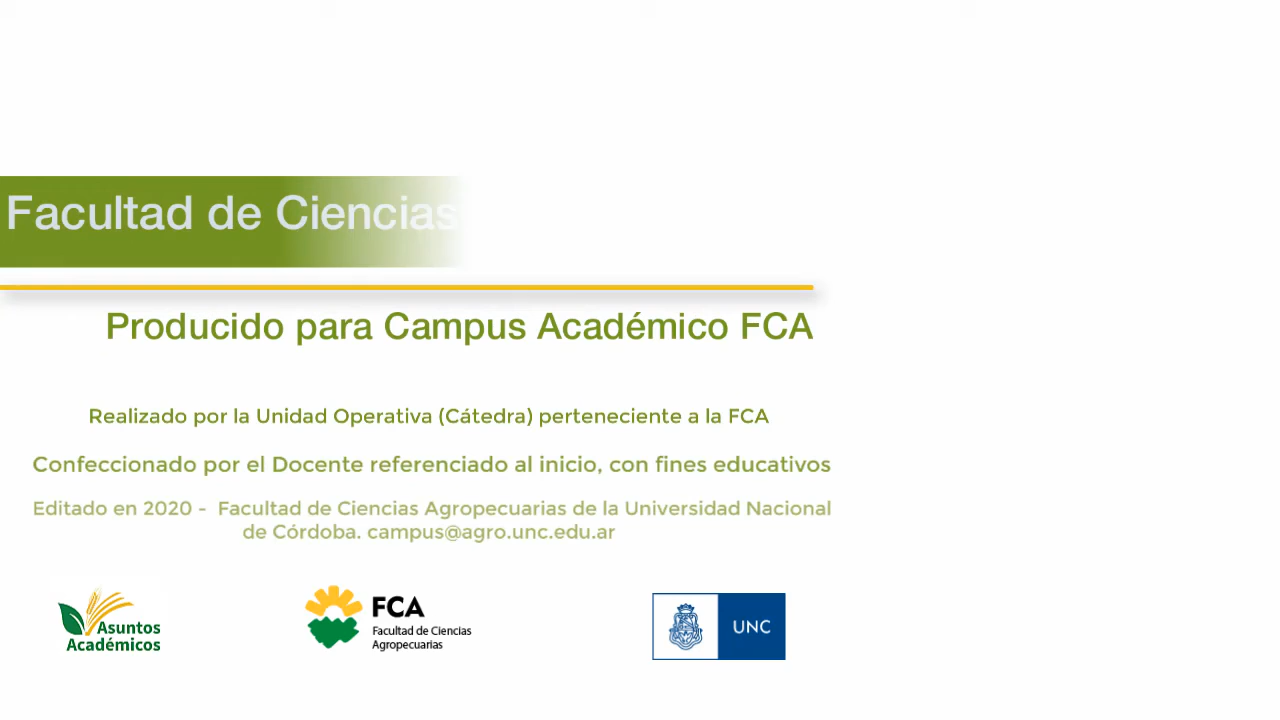 Facultad de Ciencias
Producido para Campus Académico FCA
Realizado por la Unidad Operativa (Cátedra) perteneciente a la FCA
Confeccionado por el Docente referenciado al inicio, con fines educativos
Editado en 2020 - Facultad de Ciencias Agropecuarias de la Universidad Nacional
de Córdoba. campus@agro.unc.edu.ar
Asuntos
Académicos
FCA
Facultad de Ciencias
Agropecuarias
UNC